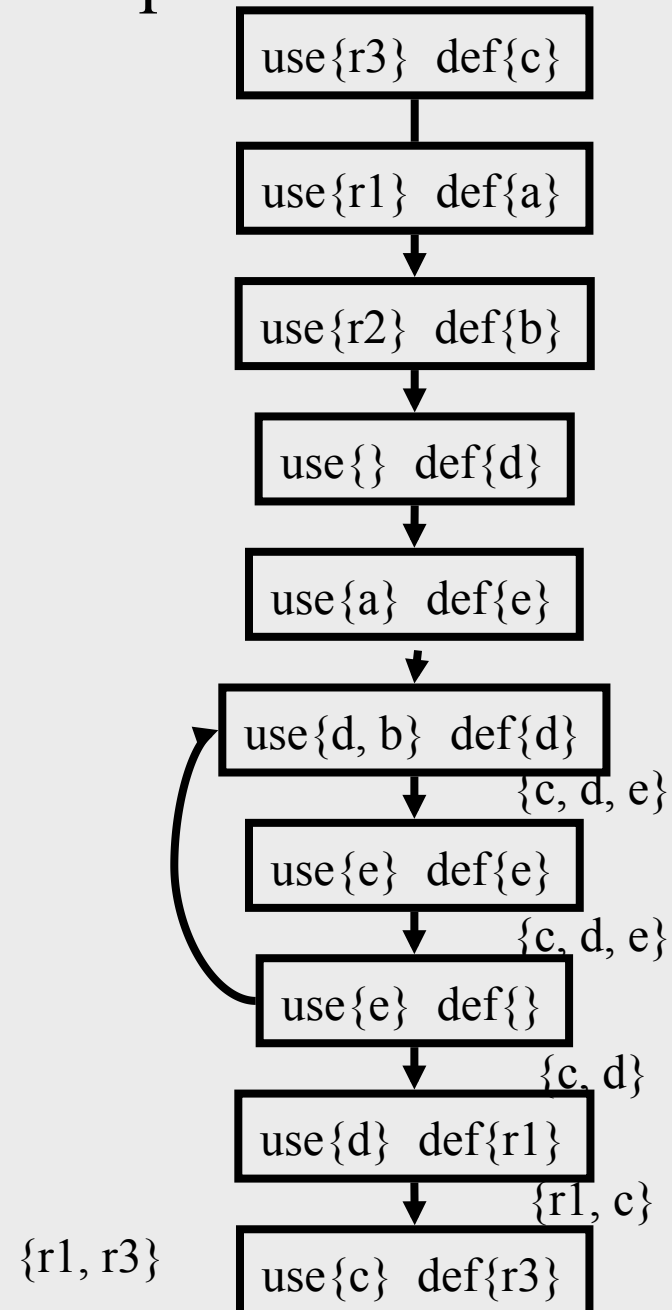 use{r3} def{c}
use{r1} def{a}
use{r2} def{b}
use{} def{d}
use{a} def{e}
use{d, b} def{d}
{c, d, e}
use{e} def{e}
{c, d, e}
use{e} def{}
{c, d}
use{d} def{r1}
{r1, c}
{r1, r3}
use{c} def{r3}